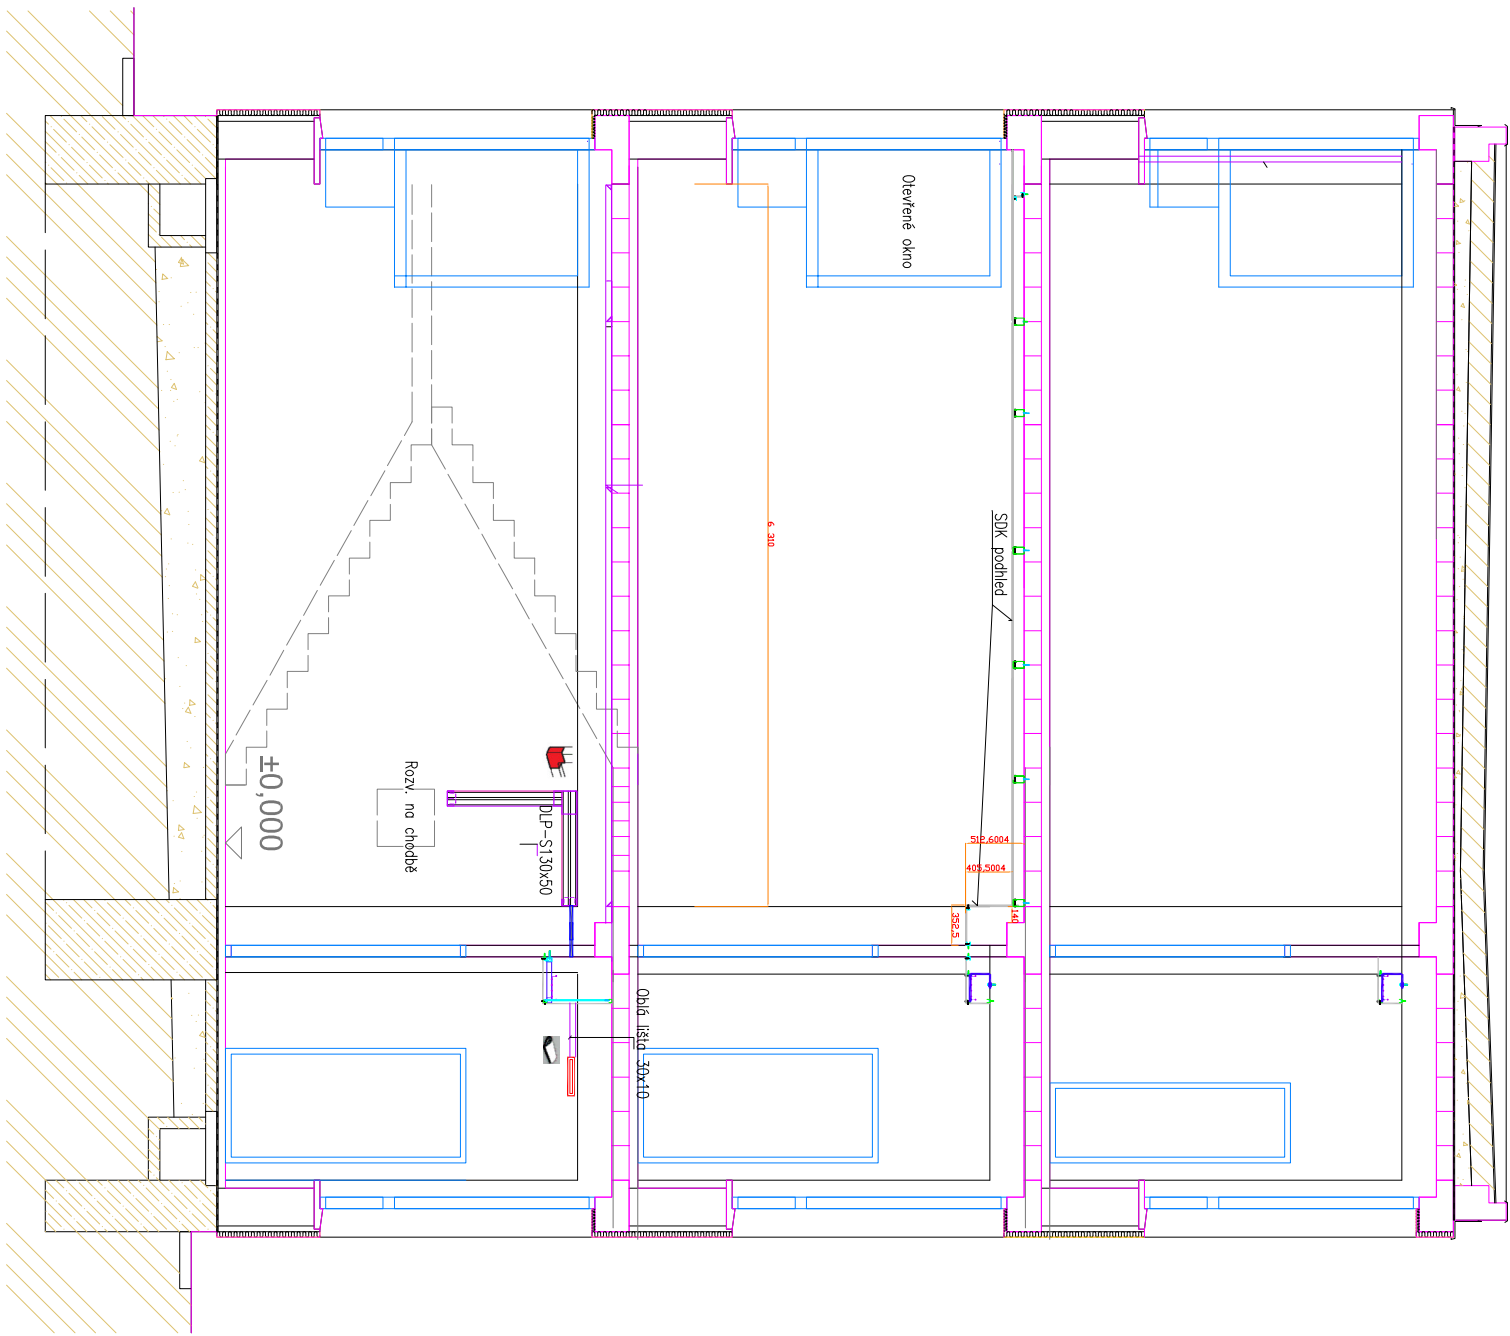 Otevřené okno
6 310
SDK podhled
±0,000
Rozv. na chodbě
DLP-S130x50
512,6004
405,5004
352,5
140
Oblá lišta 30x10